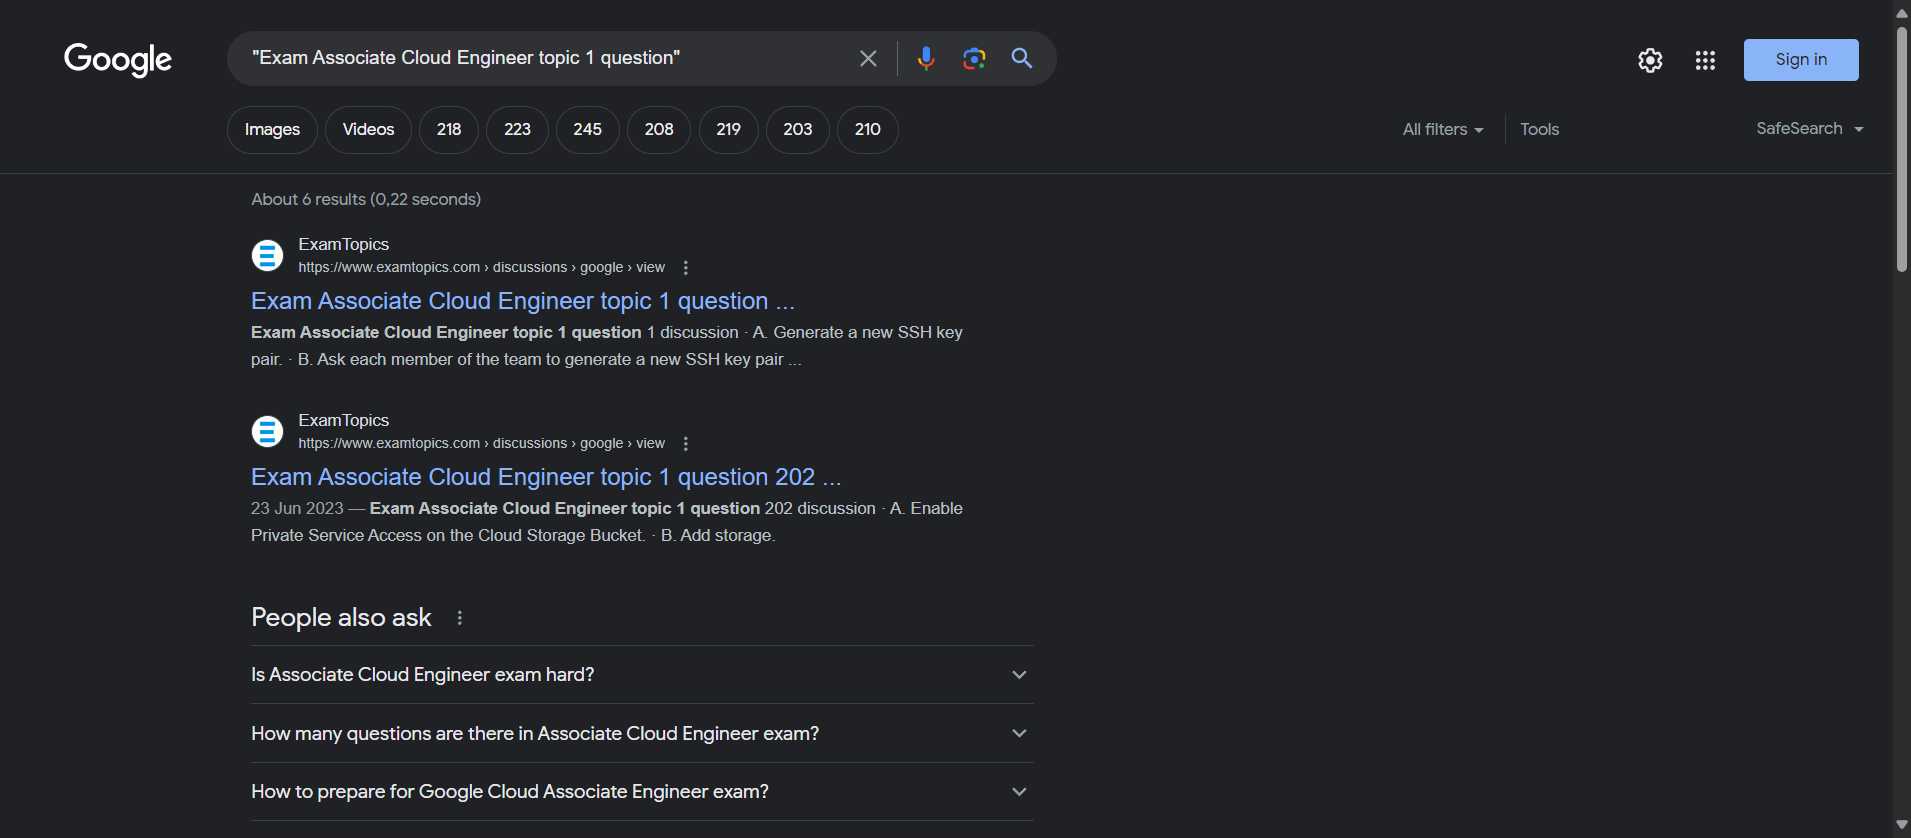 Google
"Exam Associate Cloud Engineer topic 1 question"
Sign in
Images
Videos
218
223
245
208
219
203
210
All filters
Tools
SafeSearch
About 6 results (0,22 seconds)
ExamTopics
https://www.examtopics.com › discussions › google › view
Exam Associate Cloud Engineer topic 1 question ...
Exam Associate Cloud Engineer topic 1 question 1 discussion · A. Generate a new SSH key
pair. · B. Ask each member of the team to generate a new SSH key pair ...
ExamTopics
https://www.examtopics.com › discussions › google › view
Exam Associate Cloud Engineer topic 1 question 202 ...
23 Jun 2023 — Exam Associate Cloud Engineer topic 1 question 202 discussion · A. Enable
Private Service Access on the Cloud Storage Bucket. · B. Add storage.
People also ask
Is Associate Cloud Engineer exam hard?
How many questions are there in Associate Cloud Engineer exam?
How to prepare for Google Cloud Associate Engineer exam?